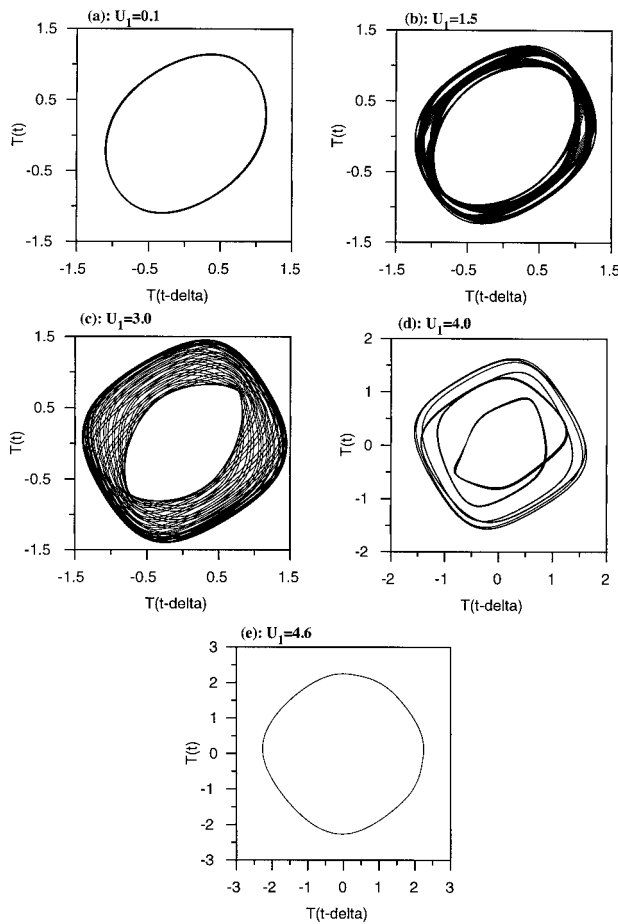 (a): U1=0.1
1.5
0.5
-0.5
-1.5
T(t)
-1.5 -0.5 0.5 1.5
T(t-delta)
(b): U1=1.5
1.5
0.5
-0.5
-1.5
T(t)
-1.5 -0.5 0.5 1.5
T(t-delta)
(c): U1=3.0
1.5
0.5
-0.5
-1.5
T(t)
-1.5 -0.5 0.5 1.5
T(t-delta)
(d): U1=4.0
2
1
0
-1
-2
T(t)
-2 -1 0 1 2
T(t-delta)
(e): U1=4.6
3
2
1
0
-1
-2
-3
T(t)
-3 -2 -1 0 1 2 3
T(t-delta)